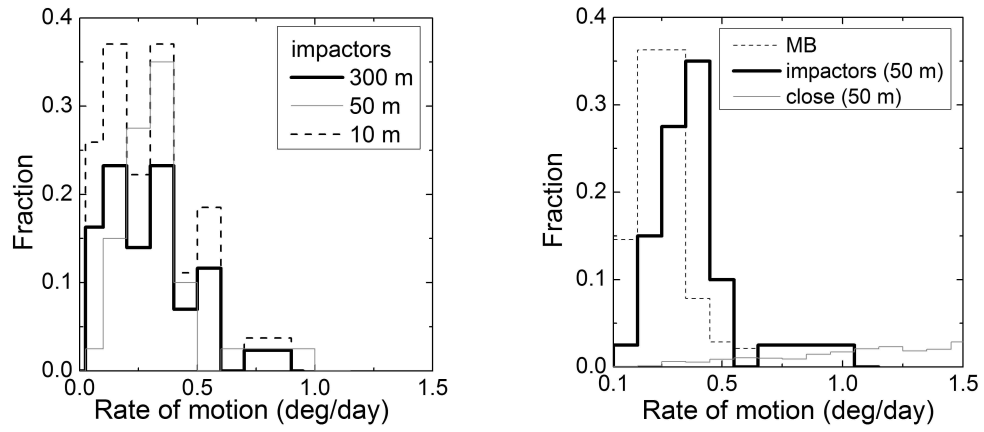 0.4
0.3
0.2
0.1
0.0
Fraction
impactors
300 m
50 m
10 m
0.0 0.5 1.0 1.5
Rate of motion (deg/day)
0.4
0.3
0.2
0.1
0.0
Fraction
MB
impactors (50 m)
close (50 m)
0.1 0.5 1.0 1.5
Rate of motion (deg/day)